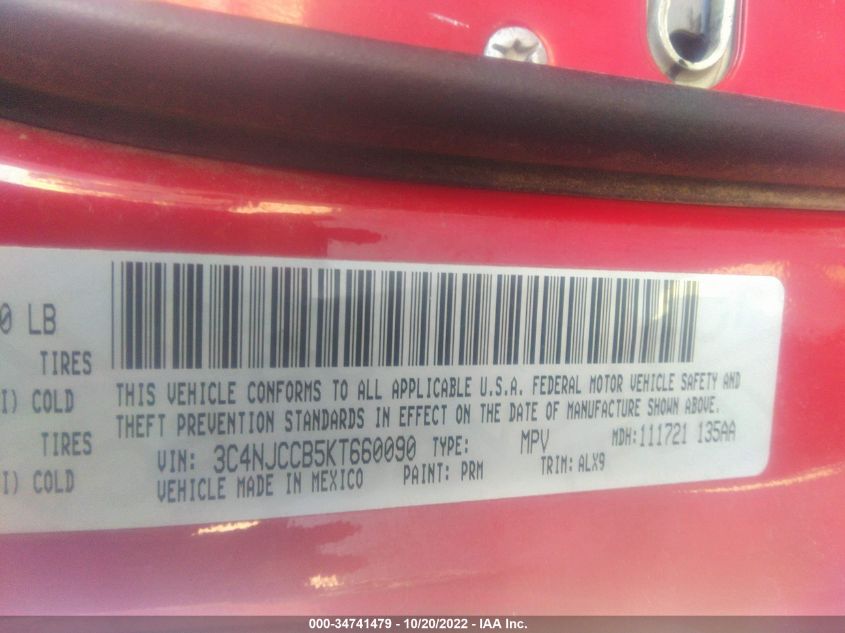 0 LB
TIRES
I) COLD
TIRES
I) COLD
THIS VEHICLE CONFORMS TO ALL APPLICABLE U.S.A. FEDERAL MOTOR VEHICLE SAFETY AND
THEFT PREVENTION STANDARDS IN EFFECT ON THE DATE OF MANUFACTURE SHOWN ABOVE.
VIN: 3C4NJCCB5KT660090 TYPE: MPV MDH: 111721 135AA
VEHICLE MADE IN MEXICO PAINT: PRM TRIM: ALX9
000-34741479 | 10/20/2022 - IAA Inc.